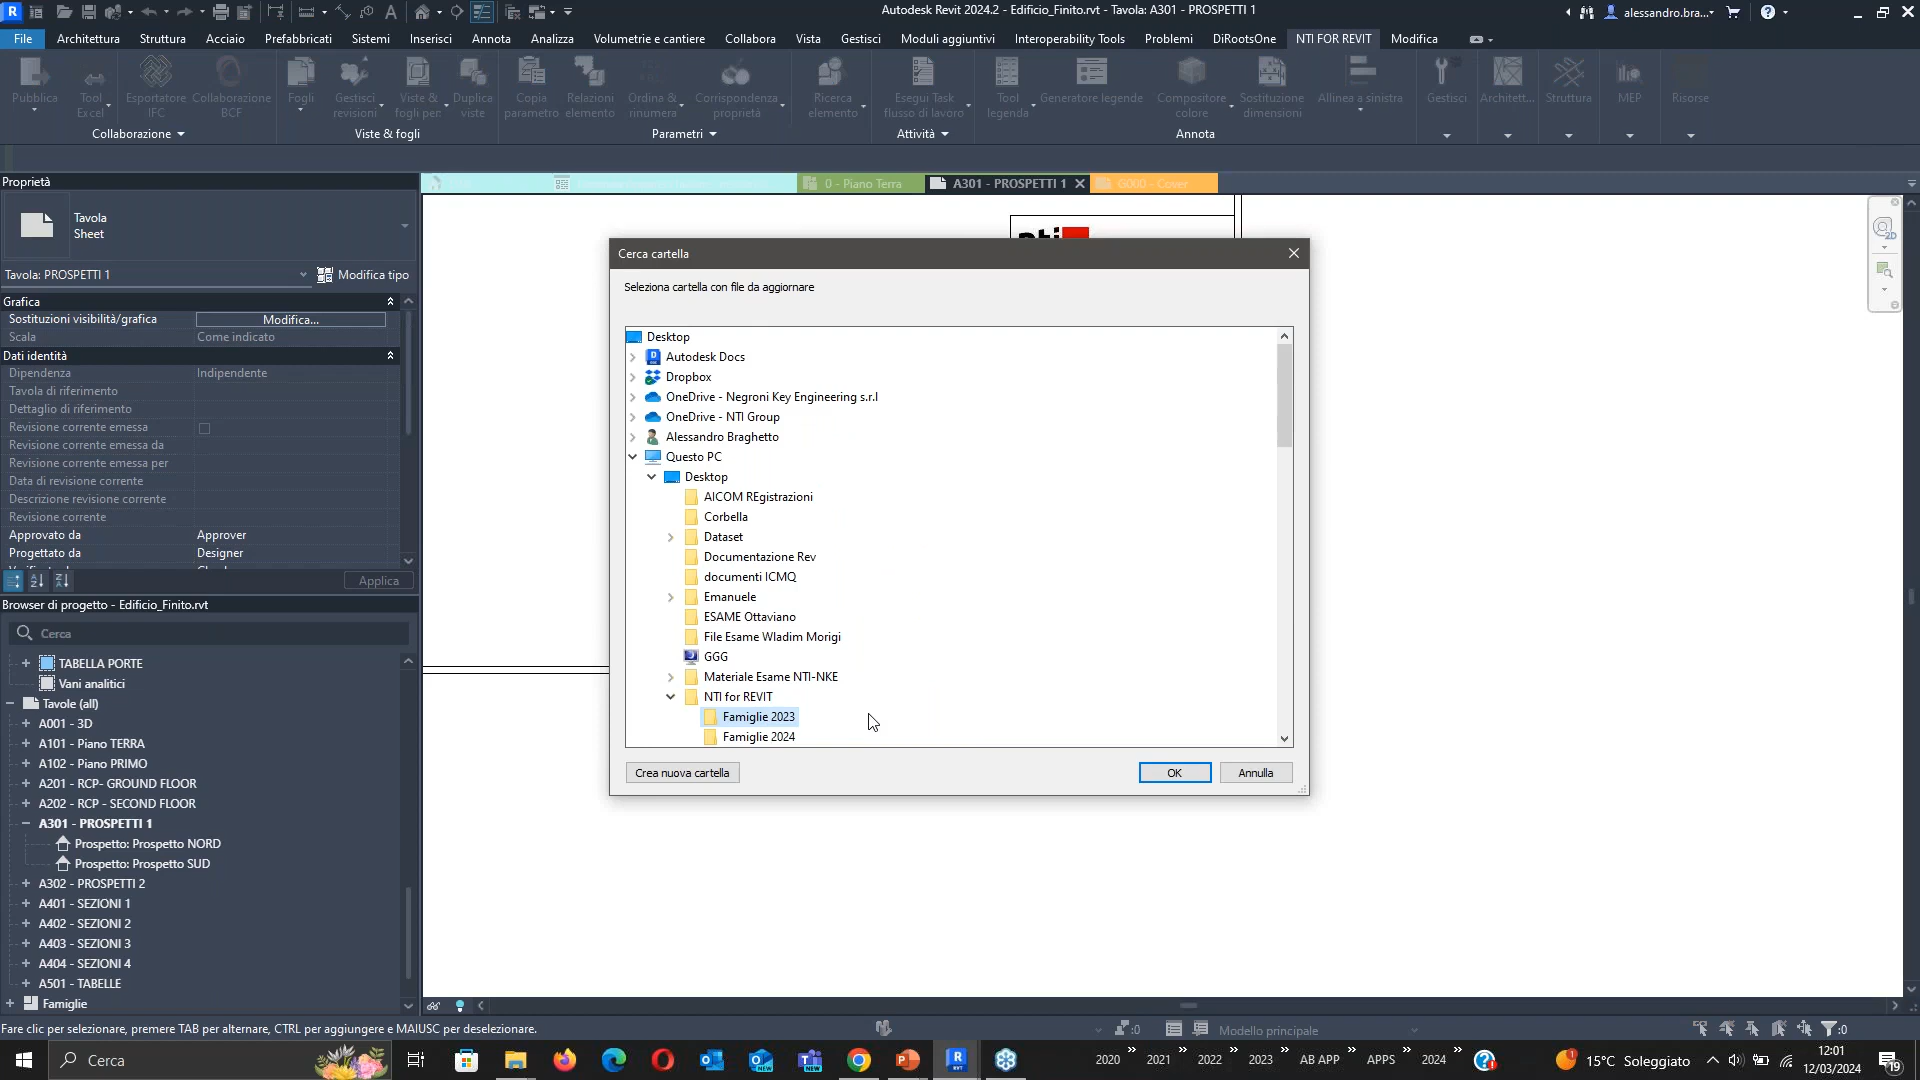 Autodesk Revit 2024.2 - Edificio_Finito.rvt - Tavola: A301 - PROSPETTI 1
alessandro.bra...
File Architettura Struttura Acciaio Prefabbricati Sistemi Inserisci Annota Analizza Volumetrie e cantiere Collabora Vista Gestisci Moduli aggiuntivi Interoperability Tools Problemi DiRootsOne NTI FOR REVIT Modifica
Pubblica
Tool Excel
Esportatore IFC
Collaborazione BCF
Fogli
Gestisci revisioni
Viste & fogli per
Duplica viste
Copia parametro
Relazioni elemento
Ordina & rinumera
Corrispondenza proprietà
Ricerca elemento
Esegui Task flusso di lavoro
Tool legenda
Generatore legende
Compositore colore
Sostituzione dimensioni
Allinea a sinistra
Gestisci
Architett...
Struttura
MEP
Risorse
Collaborazione
Viste & fogli
Parametri
Attività
Annota
Proprietà
0 - Piano Terra
A301 - PROSPETTI 1
G000 - Cover
Tavola
Sheet
Tavola: PROSPETTI 1
Modifica tipo
Grafica
Sostituzioni visibilità/grafica Modifica...
Scala Come indicato
Dati identità
Dipendenza Indipendente
Tavola di riferimento
Dettaglio di riferimento
Revisione corrente emessa
Revisione corrente emessa da
Revisione corrente emessa per
Data di revisione corrente
Descrizione revisione corrente
Revisione corrente
Approvato da Approver
Progettato da Designer
Applica
Browser di progetto - Edificio_Finito.rvt
Cerca
TABELLA PORTE
Vani analitici
Tavole (all)
A001 - 3D
A101 - Piano TERRA
A102 - Piano PRIMO
A201 - RCP- GROUND FLOOR
A202 - RCP - SECOND FLOOR
A301 - PROSPETTI 1
Prospetto: Prospetto NORD
Prospetto: Prospetto SUD
A302 - PROSPETTI 2
A401 - SEZIONI 1
A402 - SEZIONI 2
A403 - SEZIONI 3
A404 - SEZIONI 4
A501 - TABELLE
Famiglie
nti
2D
Cerca cartella
Seleziona cartella con file da aggiornare
Desktop
Autodesk Docs
Dropbox
OneDrive - Negroni Key Engineering s.r.l
OneDrive - NTI Group
Alessandro Braghetto
Questo PC
Desktop
AICOM REgistrazioni
Corbella
Dataset
Documentazione Rev
documenti ICMQ
Emanuele
ESAME Ottaviano
File Esame Wladim Morigi
GGG
Materiale Esame NTI-NKE
NTI for REVIT
Famiglie 2023
Famiglie 2024
Crea nuova cartella OK Annulla
Fare clic per selezionare, premere TAB per alternare, CTRL per aggiungere e MAIUSC per deselezionare.
:0
Modello principale
:0
Cerca
2020 2021 2022 2023 AB APP APPS 2024
1
15°C Soleggiato
12:01
12/03/2024
19